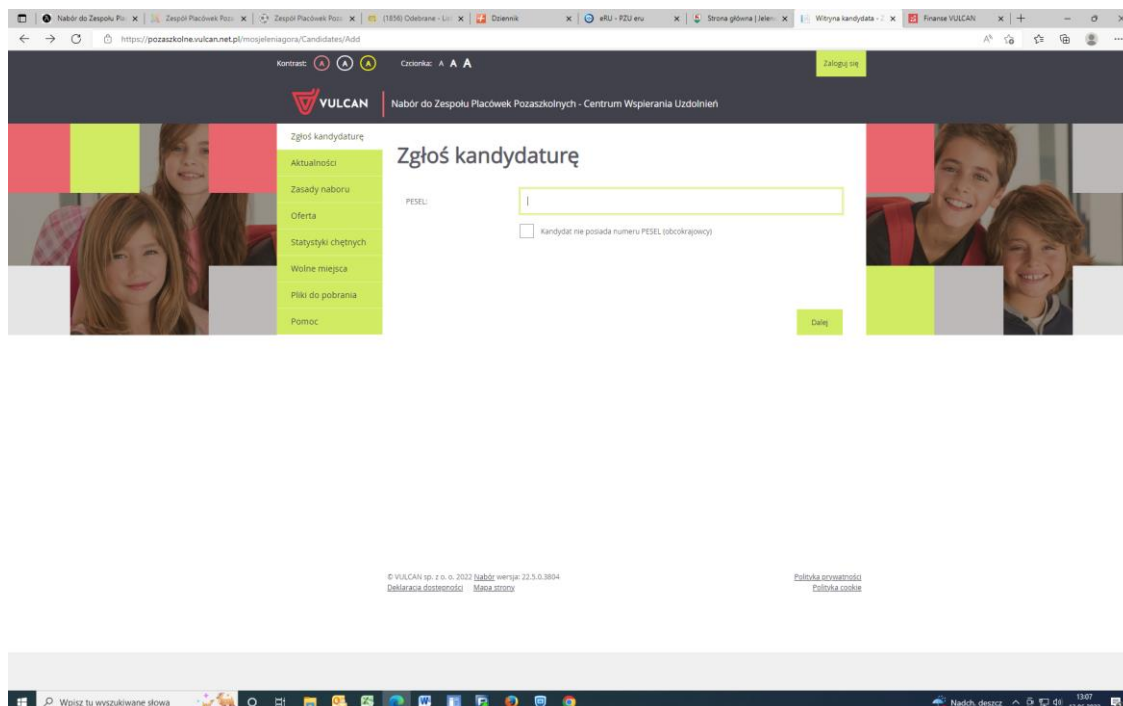 Nabór do Zespołu Pla
Zespół Placówek Poza
Zespół Placówek Poza
(1856) Odebrane -
Dziennik
eRU - PZU eru
Strona główna | Jelen
Witryna kandydata -
Finanse VULCAN
https://pozaszkolne.vulcan.net.pl/mosjeleniagora/Candidates/Add
Kontrast: A A A Czcionka: A A A
Zaloguj się
VULCAN
Nabór do Zespołu Placówek Pozaszkolnych - Centrum Wspierania Uzdolnień
Zgłoś kandydaturę
Aktualności
Zasady naboru
Oferta
Statystyki chętnych
Wolne miejsca
Pliki do pobrania
Pomoc
Zgłoś kandydaturę
PESEL:
Kandydat nie posiada numeru PESEL (obcokrajowcy)
Dalej
© VULCAN sp. z o. o. 2022 Nabór wersja: 22.5.0.3804
Deklaracja dostępności Mapa strony
Polityka prywatności
Polityka cookie
Wpisz tu wyszukiwane słowa
Nadch. deszcz
13:07